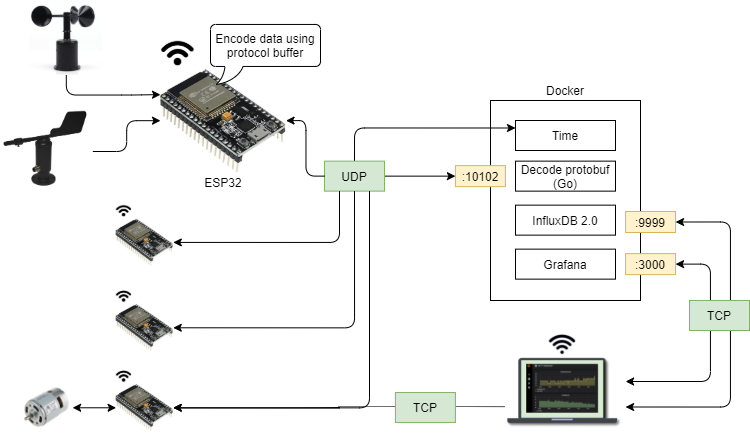 Encode data using
protocol buffer
ESP32
UDP
Docker
Time
:10102
Decode protobuf
(Go)
InfluxDB 2.0
:9999
Grafana
:3000
TCP
TCP